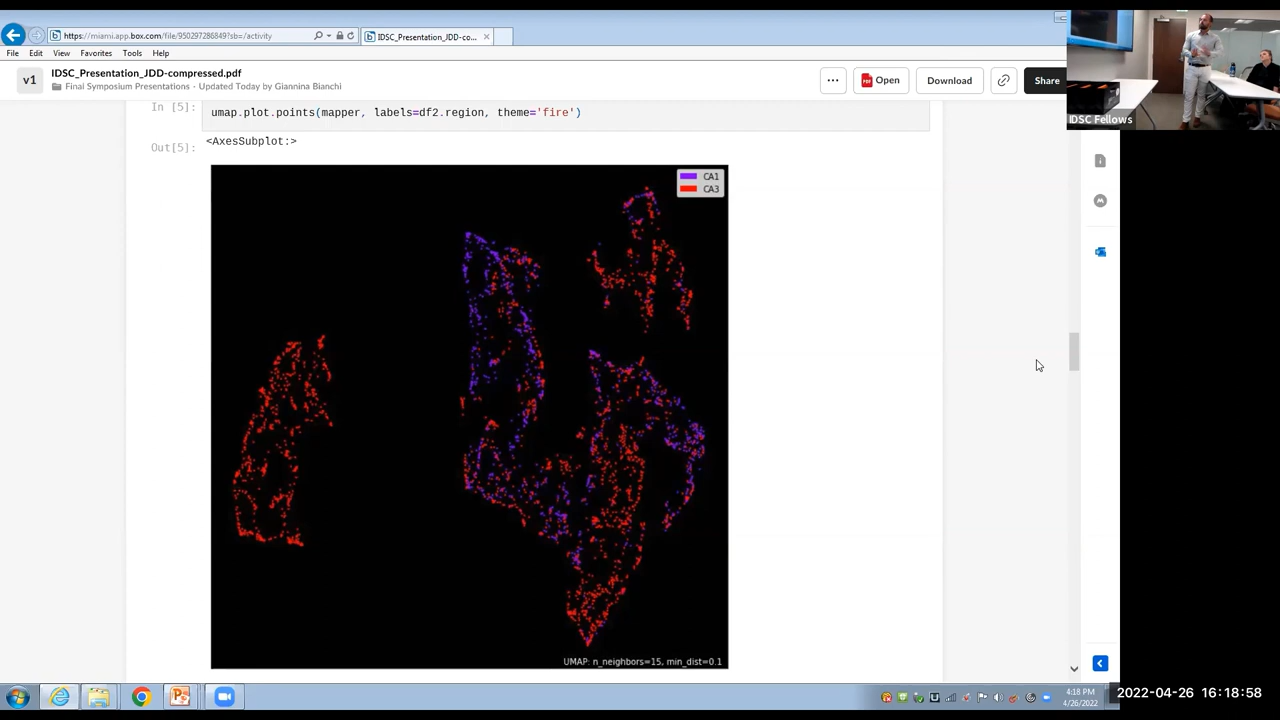 https://miami.app.box.com/file/950297286849?sb=/activity
IDSC_Presentation_JDD-co...
File Edit View Favorites Tools Help
v1
IDSC_Presentation_JDD-compressed.pdf
Final Symposium Presentations • Updated Today by Giannina Bianchi
Open
Download
Share
IDSC Fellows
In [5]:
umap.plot.points(mapper, labels=df2.region, theme='fire')
Out[5]:
<AxesSubplot:>
CA1
CA3
UMAP: n_neighbors=15, min_dist=0.1
4:18 PM
4/26/2022
2022-04-26 16:18:58